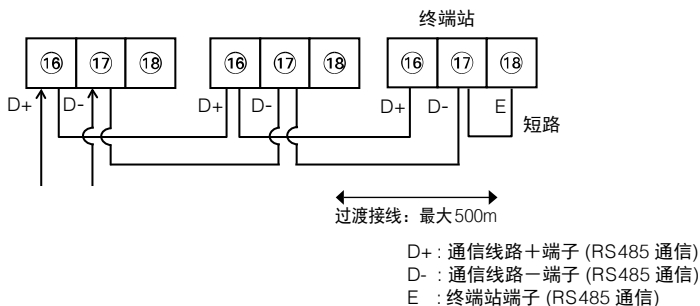 终端站
⑯ ⑰ ⑱ ⑯ ⑰ ⑱ ⑯ ⑰ ⑱
D+ D- D+ D- D+ D- E
短路
过渡接线：最大500m
D+ : 通信线路＋端子 (RS485 通信)
D- : 通信线路－端子 (RS485 通信)
E : 终端站端子 (RS485 通信)